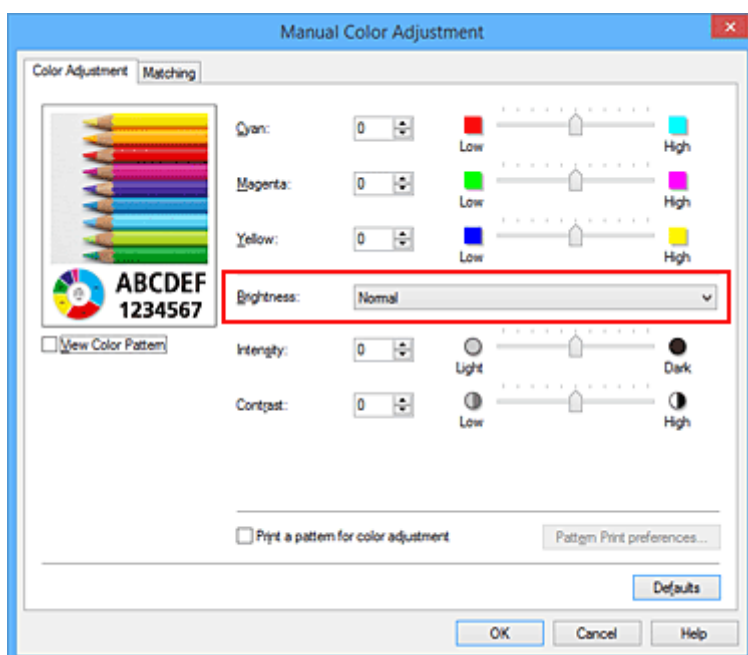 Manual Color Adjustment
Color Adjustment Matching
Cyan: 0 Low High
Magenta: 0 Low High
Yellow: 0 Low High
ABCDEF
1234567
Brightness: Normal
View Color Pattern
Intensity: 0 Light Dark
Contrast: 0 Low High
Print a pattern for color adjustment Pattern Print preferences...
Defaults
OK Cancel Help